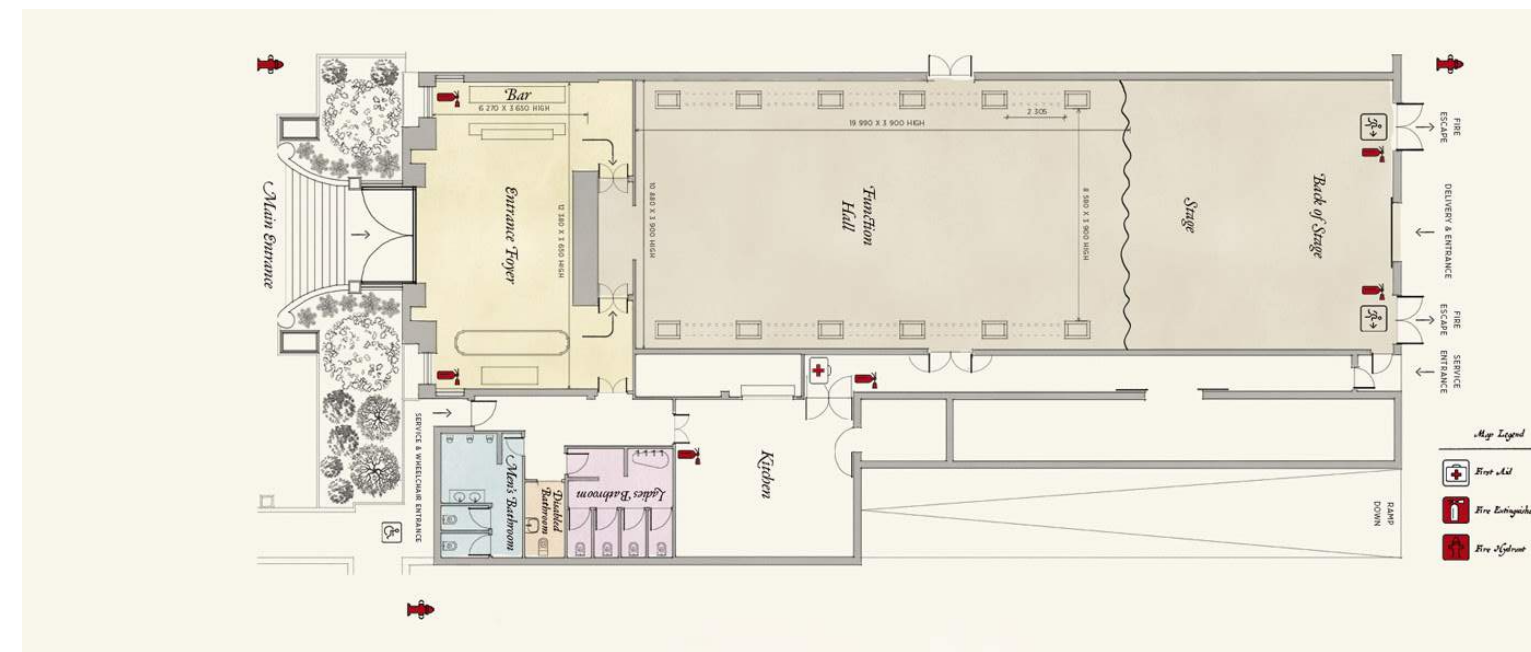 Bar
6 270 X 3 650 HIGH
Main Entrance
Entrance Foyer
12 380 X 3 650 HIGH
10 880 X 3 900 HIGH
19 890 X 3 900 HIGH
2 305
Function
Hall
8 580 X 3 900 HIGH
Stage
Back of Stage
FIRE
ESCAPE
DELIVERY & ENTRANCE
FIRE
ESCAPE
SERVICE
ENTRANCE
SERVICE & WHEELCHAIR ENTRANCE
Men's Bathroom
Disabled
Bathroom
Ladies Bathroom
Kitchen
RAMP
DOWN
Map Legend
First Aid
Fire Extinguishe
Fire Hydrant